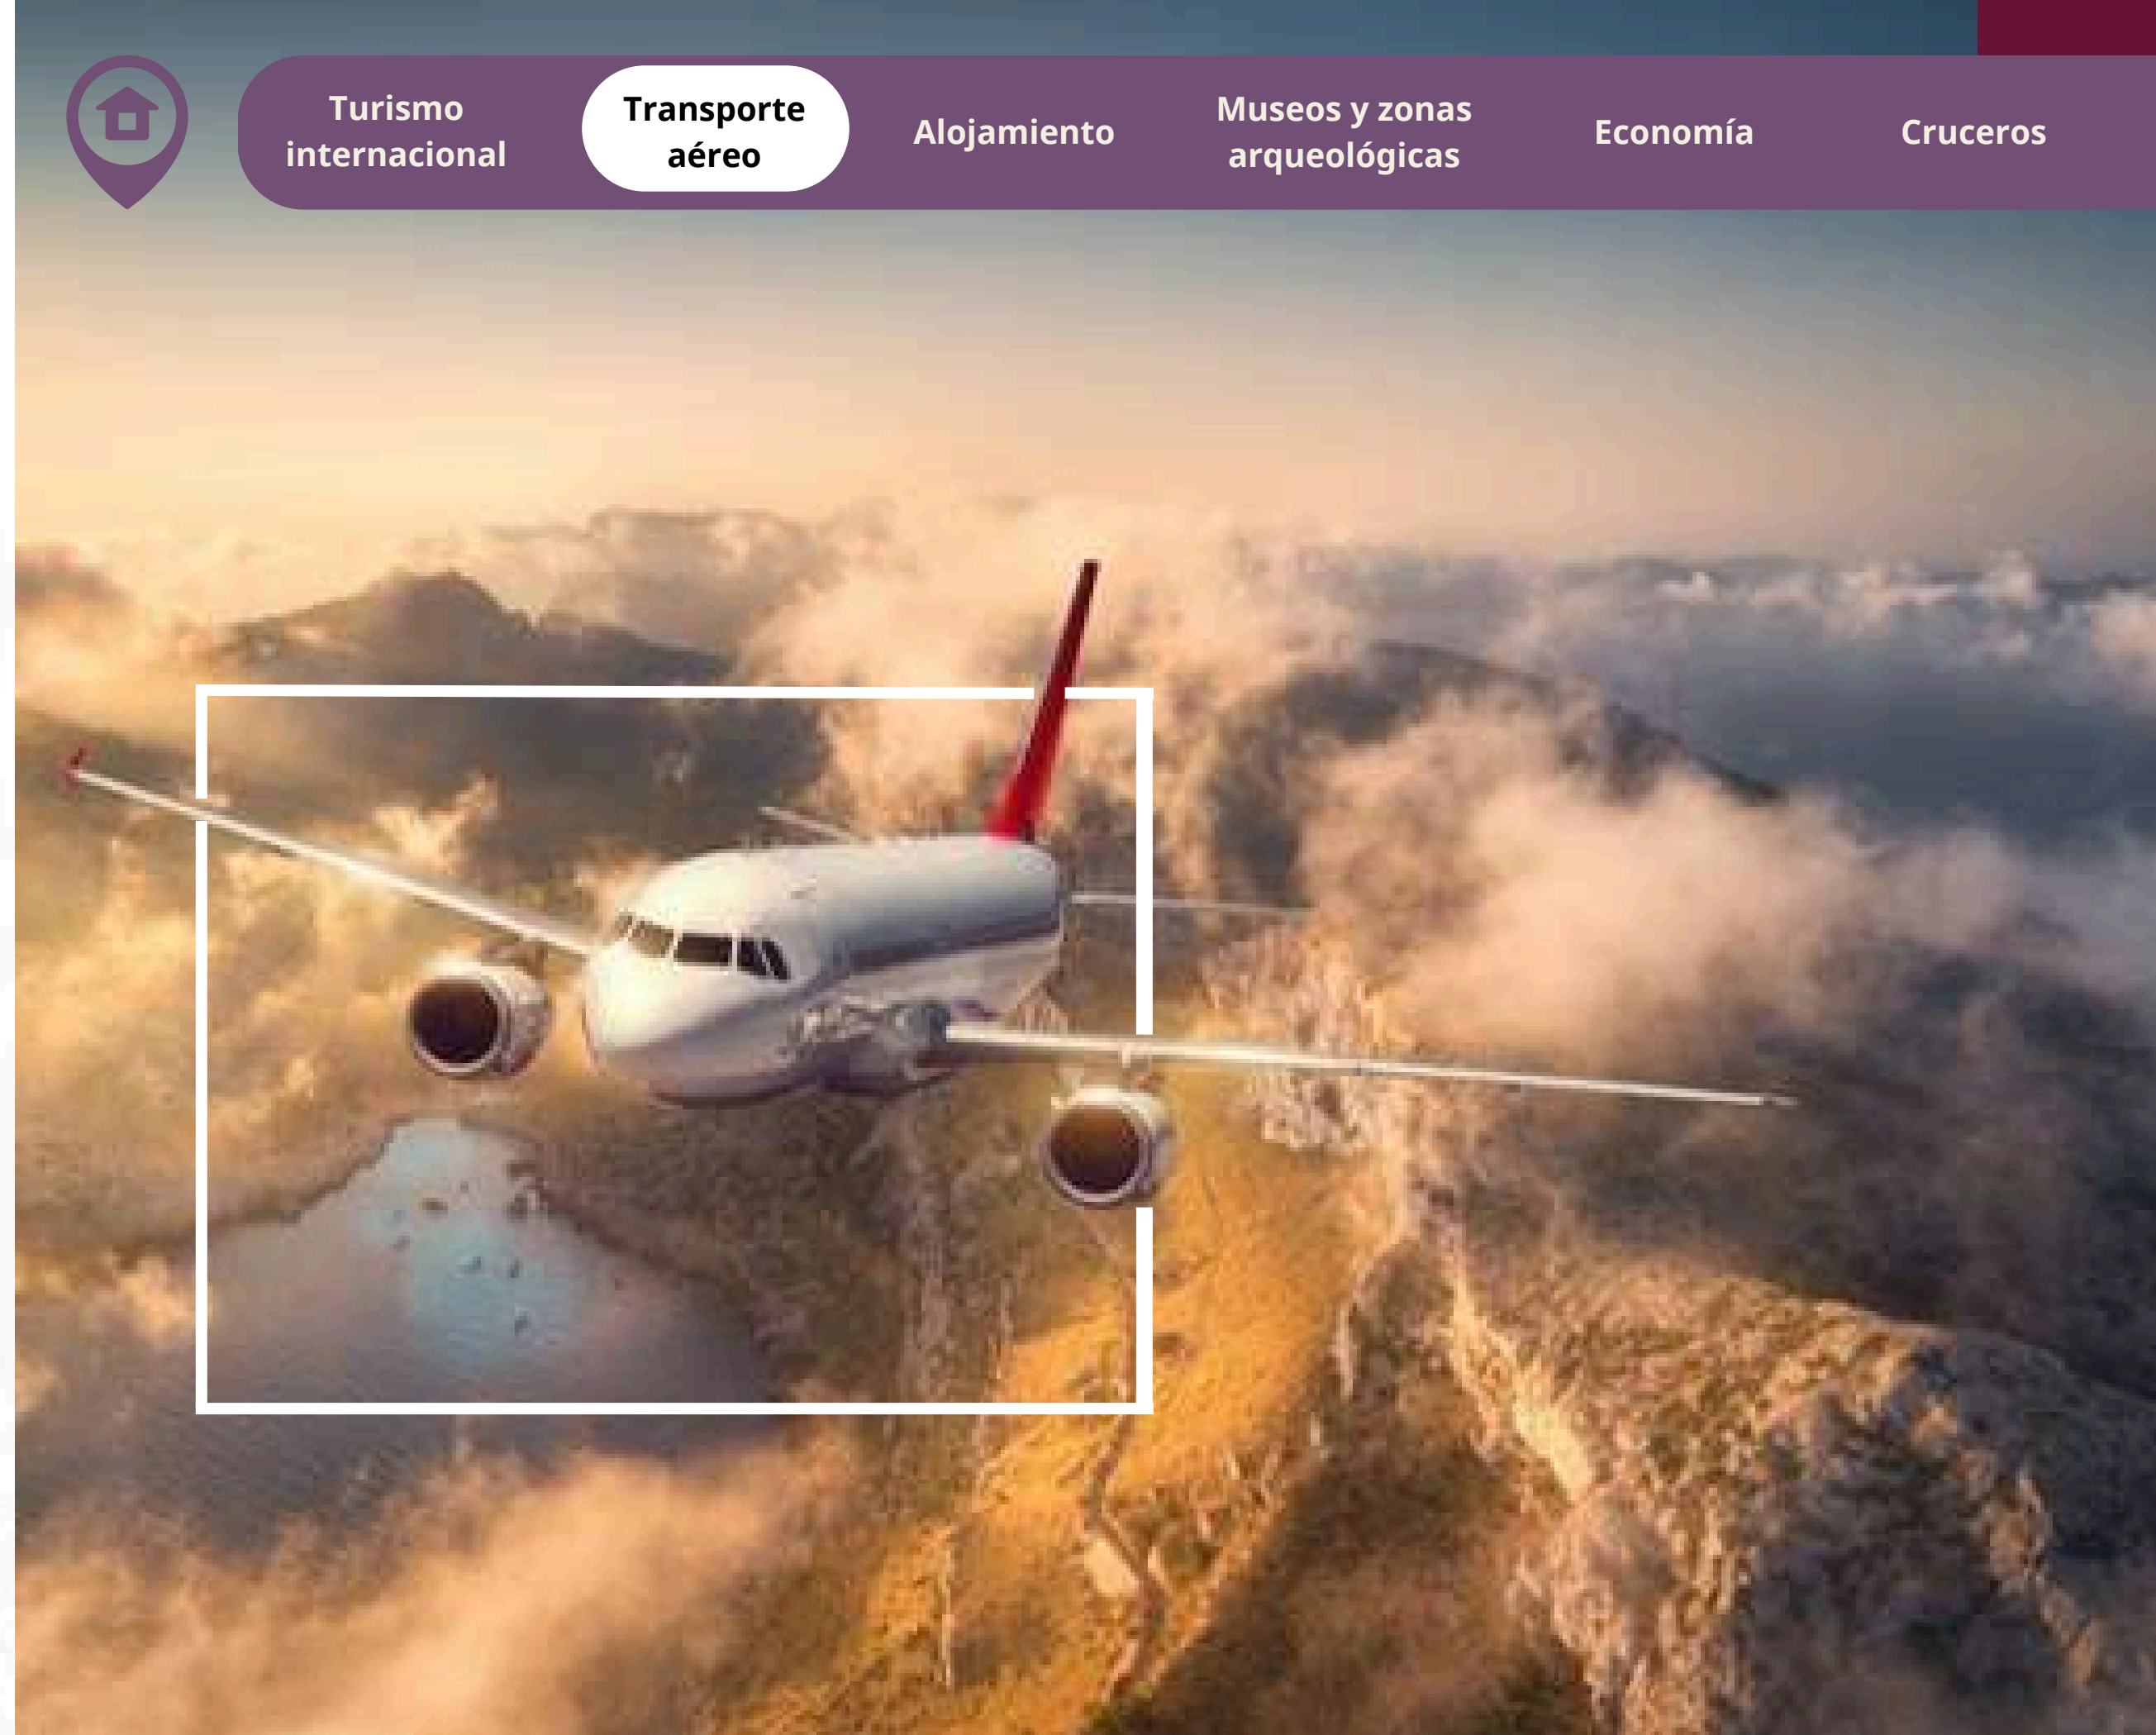 Turismo
internacional
Transporte
aéreo
Alojamiento
Museos y zonas
arqueológicas
Economía
Cruceros